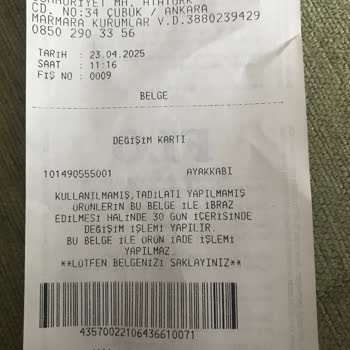 CUMHURİYET MH. ATATÜRK
CD. NO:34 ÇUBUK / ANKARA
MARMARA KURUMLAR V.D.3880239429
0850 290 33 56
TARİH : 23.04.2025
SAAT : 11:16
FİŞ NO : 0009
BELGE
DEĞİŞİM KARTI
101490555001 AYAKKABI
KULLANILMAMIŞ,TADİLATI YAPILMAMIŞ
ÜRÜNLERİN BU BELGE İLE İBRAZ
EDİLMESİ HALİNDE 30 GÜN İÇERİSİNDE
DEĞİŞİM İŞLEMİ YAPILIR.
BU BELGE İLE ÜRÜN İADE İŞLEMİ
YAPILMAZ.
**LÜTFEN BELGENİZİ SAKLAYINIZ**
43570022106436610071